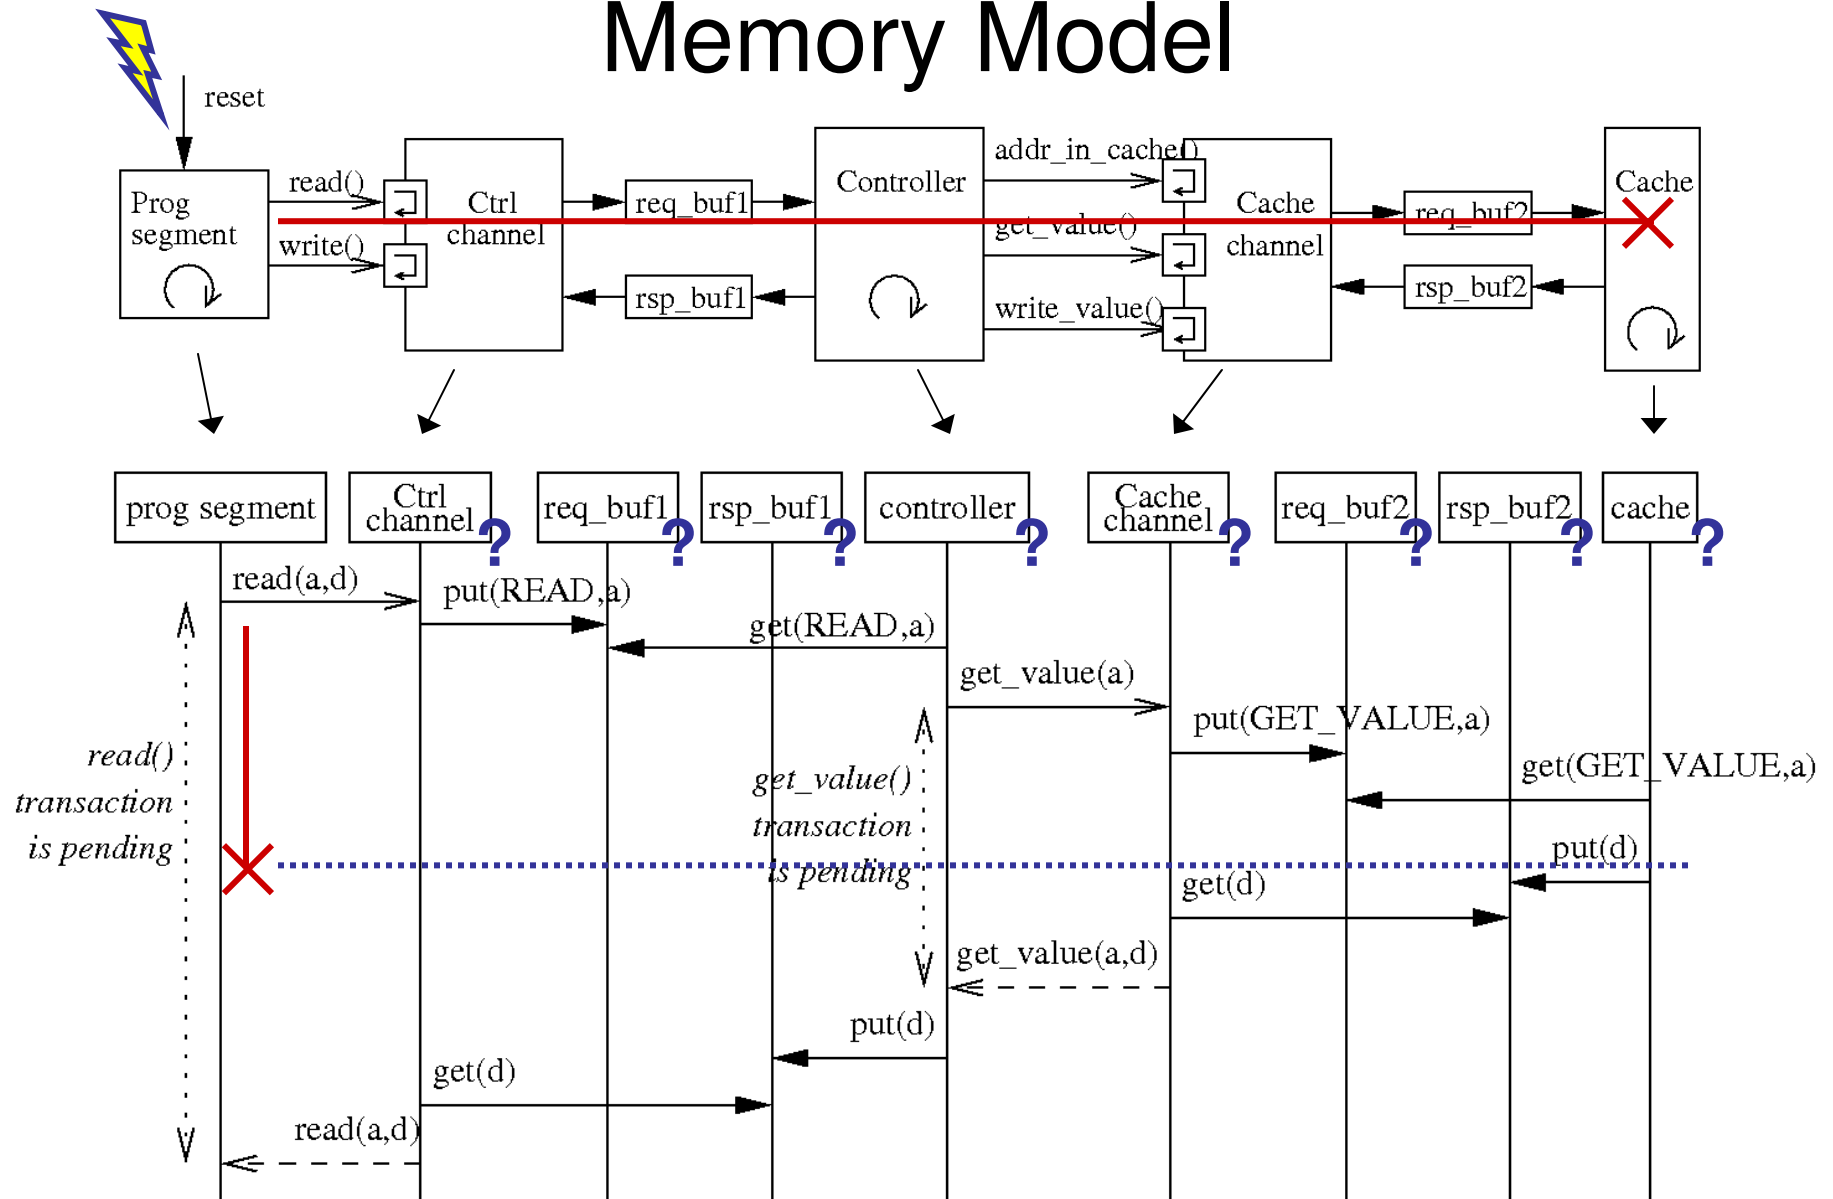 Memory Model
reset
read()
write()
Prog
segment
Ctrl
channel
req_buf1
rsp_buf1
Controller
addr_in_cache()
get_value()
write_value()
Cache
channel
req_buf2
rsp_buf2
Cache
prog segment
Ctrl
channel
?
req_buf1
?
rsp_buf1
?
controller
?
Cache
channel
?
req_buf2
?
rsp_buf2
?
cache
?
read(a,d)
put(READ,a)
get(READ,a)
get_value(a)
put(GET_VALUE,a)
get(GET_VALUE,a)
read()
transaction
is pending
get_value()
transaction
is pending
put(d)
get(d)
get_value(a,d)
put(d)
get(d)
read(a,d)